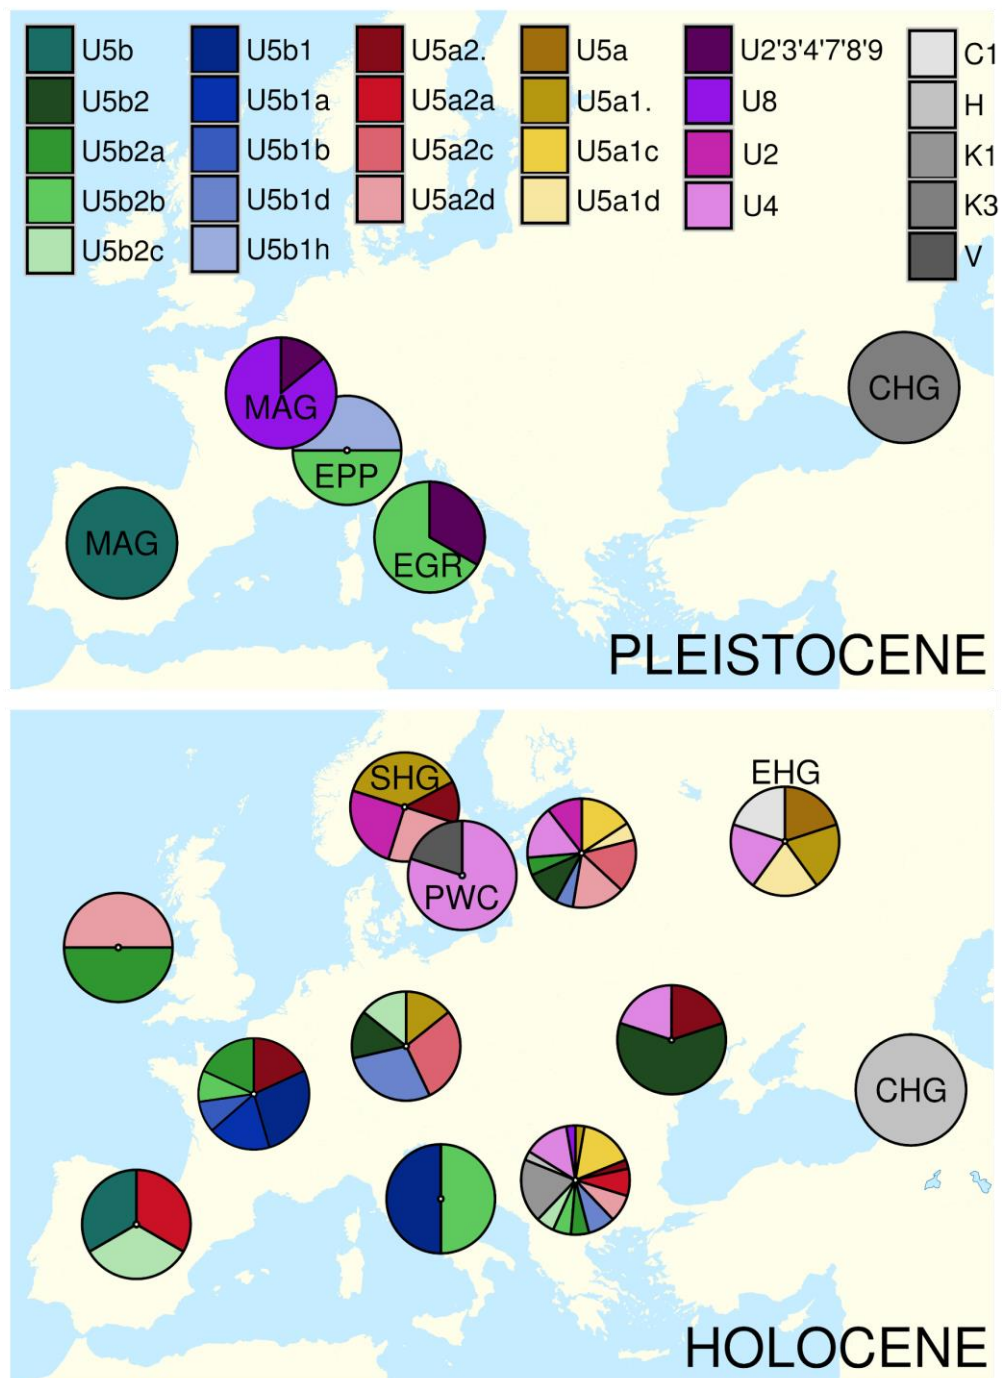 U5b
U5b2
U5b2a
U5b2b
U5b2c
U5b1
U5b1a
U5b1b
U5b1d
U5b1h
U5a2.
U5a2a
U5a2c
U5a2d
U5a
U5a1.
U5a1c
U5a1d
U2'3'4'7'8'9
U8
U2
U4
C1
H
K1
K3
V
MAG
EPP
CHG
MAG
EGR
PLEISTOCENE
SHG
EHG
PWC
CHG
HOLOCENE